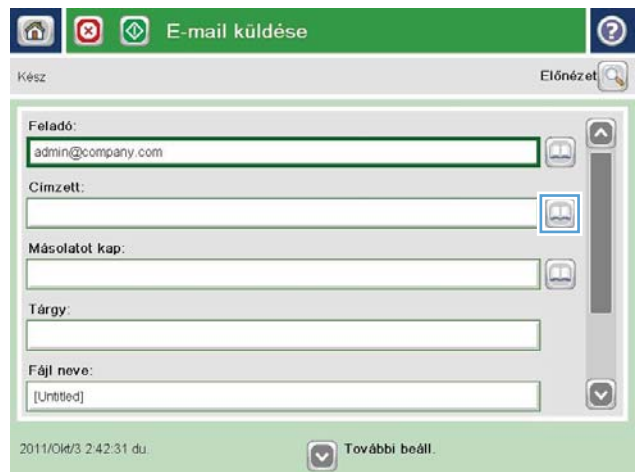 E-mail küldése
Kész
Előnézet
Feladó:
admin@company.com
Címzett:
Másolatot kap:
Tárgy:
Fájl neve:
[Untitled]
2011/Okt/3 2:42:31 du.
További beáll.